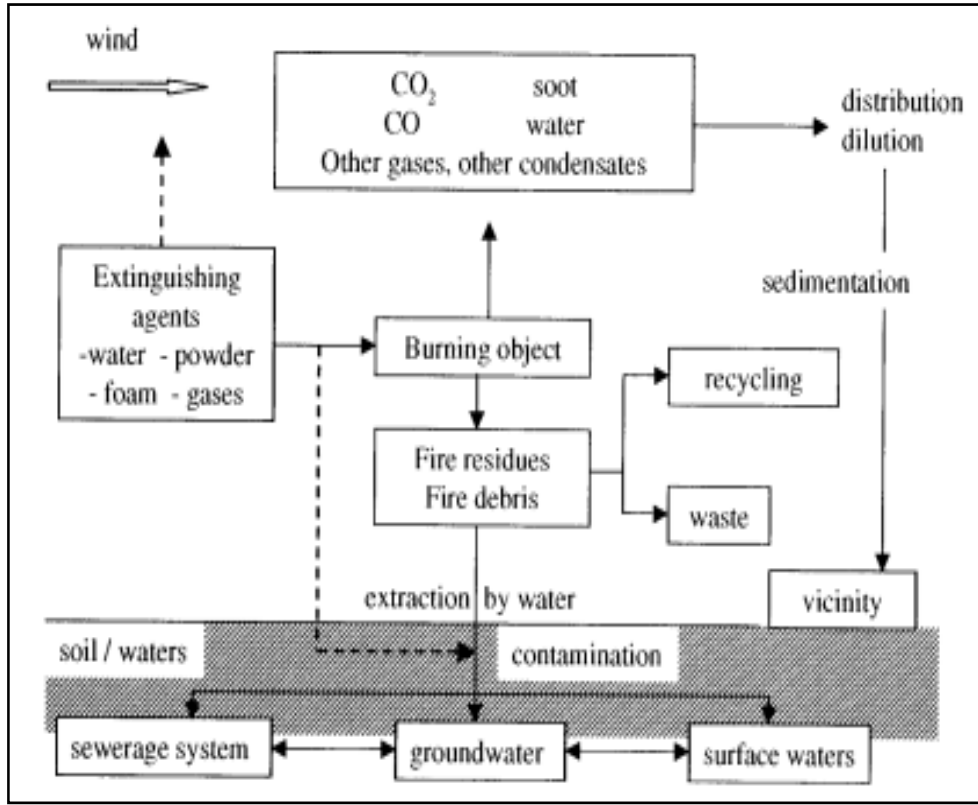 wind
CO₂ soot
CO water
Other gases, other condensates
distribution
dilution
Extinguishing
agents
-water - powder
- foam - gases
sedimentation
Burning object
recycling
Fire residues
Fire debris
waste
extraction by water
vicinity
soil / waters
contamination
sewerage system
groundwater
surface waters